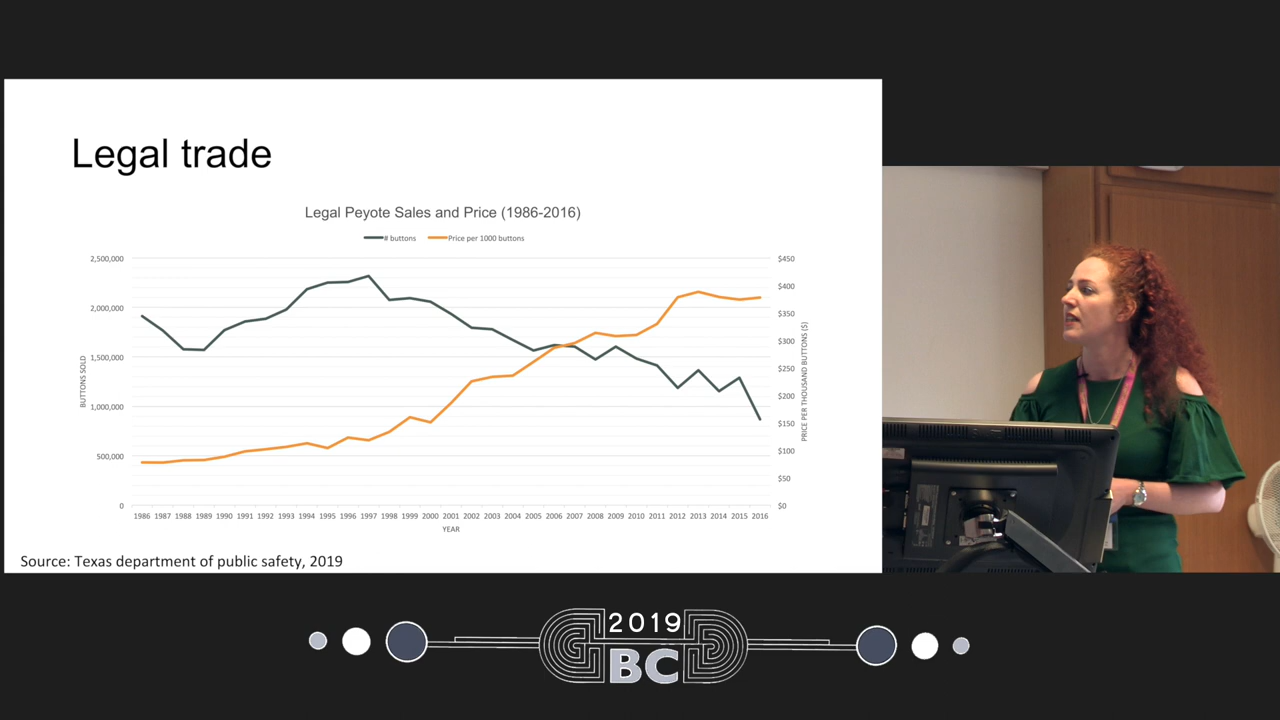 Legal trade
Legal Peyote Sales and Price (1986-2016)
# buttons Price per 1000 buttons
2,500,000
2,000,000
1,500,000
1,000,000
500,000
0
BUTTONS SOLD
$450
$400
$350
$300
$250
$200
$150
$100
$50
$0
PRICE PER THOUSAND BUTTONS ($)
1986 1987 1988 1989 1990 1991 1992 1993 1994 1995 1996 1997 1998 1999 2000 2001 2002 2003 2004 2005 2006 2007 2008 2009 2010 2011 2012 2013 2014 2015 2016
YEAR
Source: Texas department of public safety, 2019
2019
BC